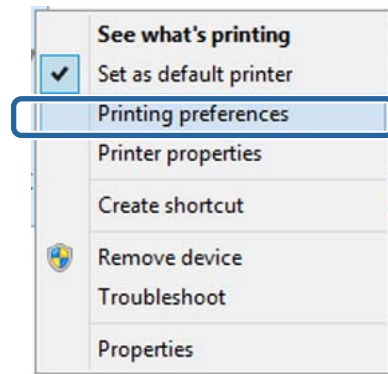 See what's printing
Set as default printer
Printing preferences
Printer properties
Create shortcut
Remove device
Troubleshoot
Properties